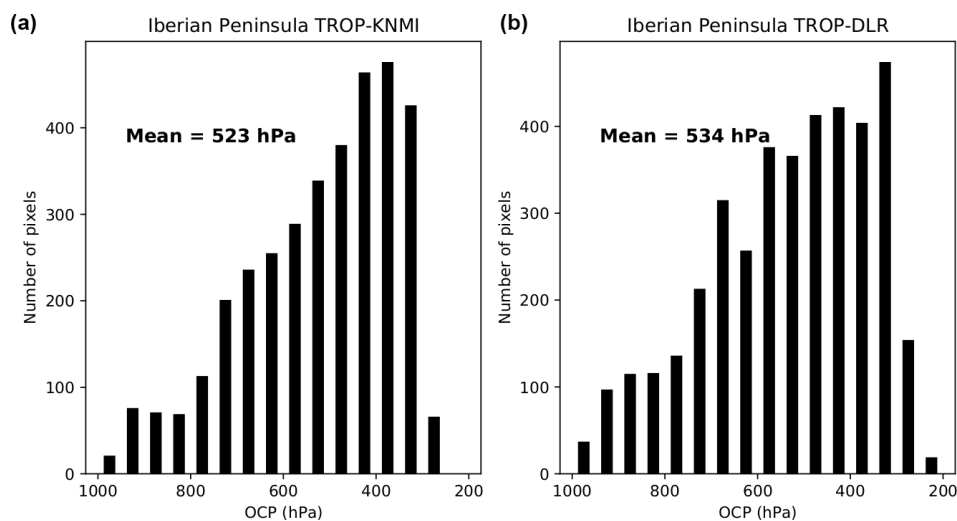 (a)
Iberian Peninsula TROP-KNMI
Mean = 523 hPa
Number of pixels
400
300
200
100
0
1000
800
600
400
200
OCP (hPa)
(b)
Iberian Peninsula TROP-DLR
Mean = 534 hPa
Number of pixels
400
300
200
100
0
1000
800
600
400
200
OCP (hPa)